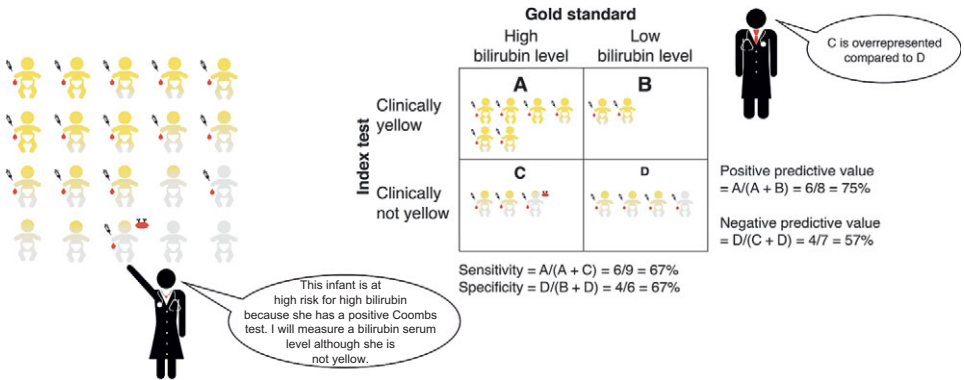 Gold standard
High
bilirubin level
Low
bilirubin level
C is overrepresented
compared to D
Index test
Clinically
yellow
A
B
Clinically
not yellow
C
D
Positive predictive value
= A/(A + B) = 6/8 = 75%
Negative predictive value
= D/(C + D) = 4/7 = 57%
Sensitivity = A/(A + C) = 6/9 = 67%
Specificity = D/(B + D) = 4/6 = 67%
This infant is at
high risk for high bilirubin
because she has a positive Coombs
test. I will measure a bilirubin serum
level although she is
not yellow.